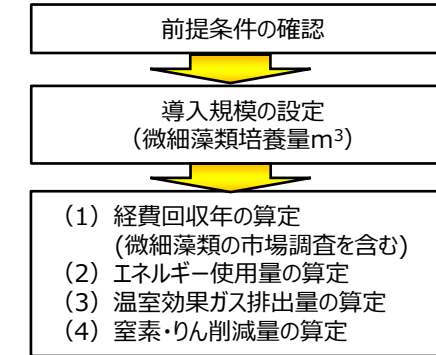 前提条件の確認
導入規模の設定
（微細藻類培養量m³）
（1）経費回収年の算定
(微細藻類の市場調査を含む)
（2）エネルギー使用量の算定
（3）温室効果ガス排出量の算定
（4）窒素・りん削減量の算定